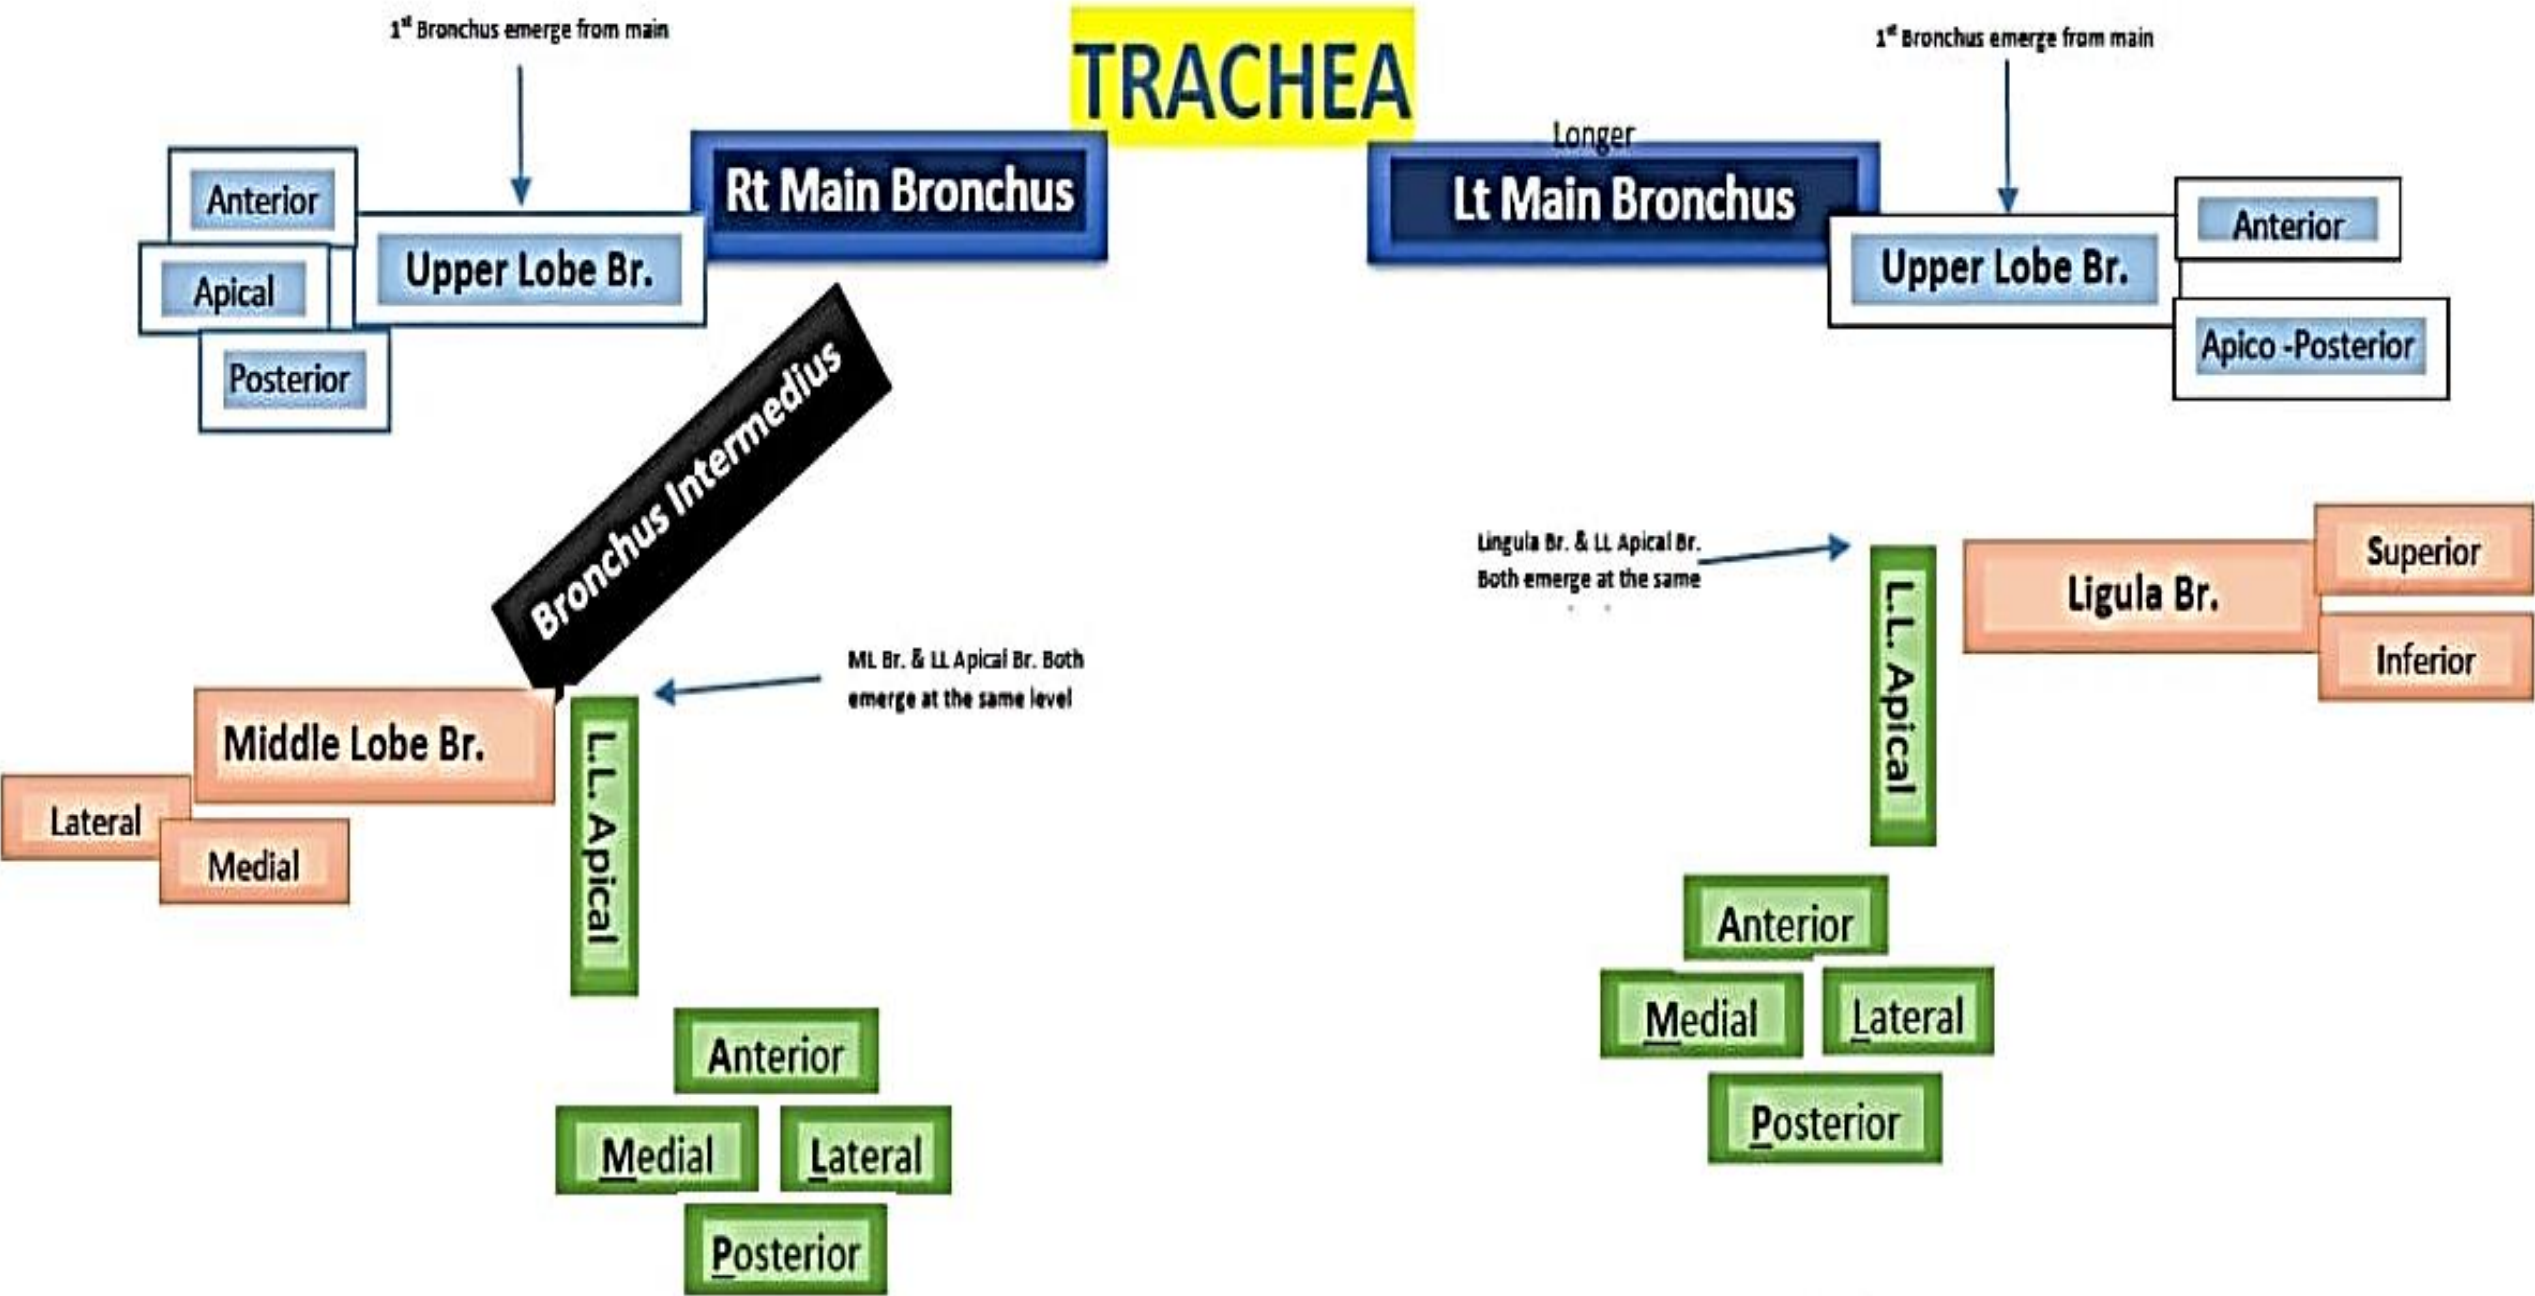 1st Bronchus emerge from main
TRACHEA
1st Bronchus emerge from main
Longer
Rt Main Bronchus
Lt Main Bronchus
Anterior
Apical
Posterior
Upper Lobe Br.
Upper Lobe Br.
Anterior
Apico -Posterior
Bronchus Intermedius
Lingula Br. & LL Apical Br.
Both emerge at the same
L.L. Apical
Ligula Br.
Superior
Inferior
ML Br. & LL Apical Br. Both
emerge at the same level
Middle Lobe Br.
Lateral
Medial
L.L. Apical
Anterior
Medial
Lateral
Posterior
Anterior
Medial
Lateral
Posterior